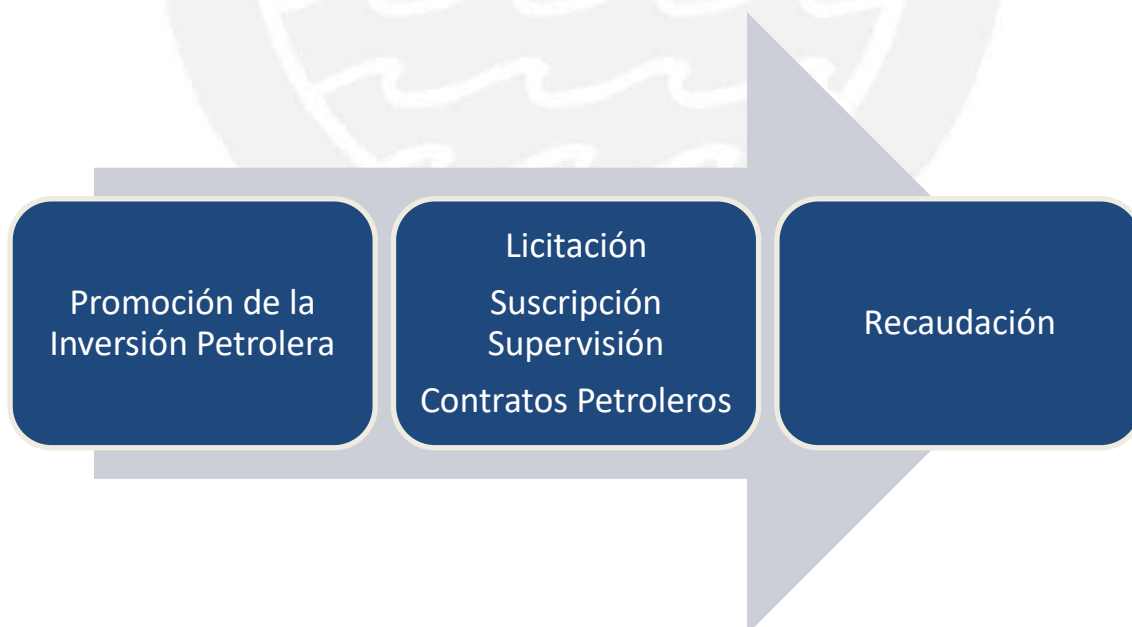 Promoción de la
Inversión Petrolera
Licitación
Suscripción
Supervisión
Contratos Petroleros
Recaudación